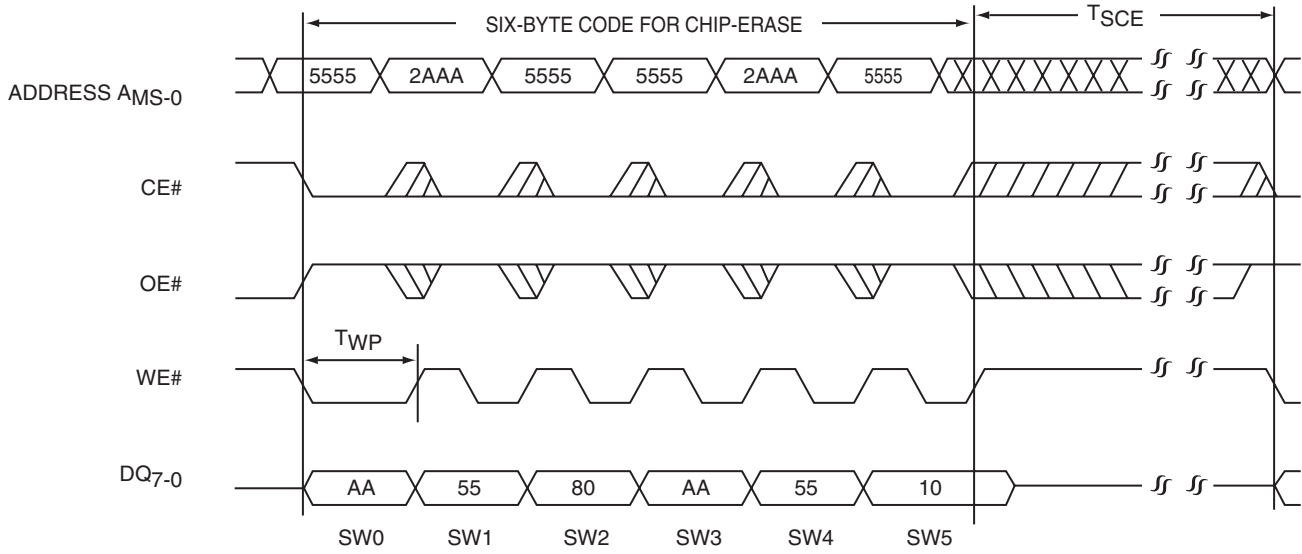 SIX-BYTE CODE FOR CHIP-ERASE
TSCE
ADDRESS AMS-0
5555 2AAA 5555 5555 2AAA 5555
CE#
OE#
TWP
WE#
DQ7-0
AA 55 80 AA 55 10
SW0 SW1 SW2 SW3 SW4 SW5